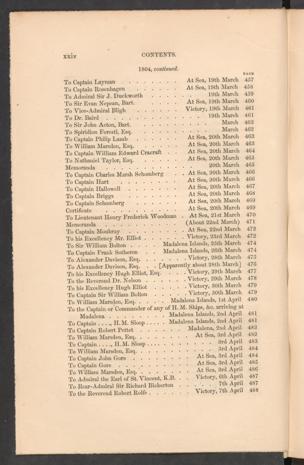 xxiv CONTENTS.
1804, continued.
PAGE
To Captain Layman . . . At Sea, 19th March 457
To Captain Rosenhagen . . . At Sea, 19th March 458
To Admiral Sir J. Duckworth . . . 19th March 459
To Sir Evan Nepean, Bart. . . . At Sea, 19th March 460
To Vice-Admiral Bligh . . . Victory, 19th March 461
To Dr. Baird . . . 19th March 461
To Sir John Acton, Bart. . . . March 462
To Spiridion Foresti, Esq. . . . March 462
To Captain Philip Lamb . . . At Sea, 20th March 463
To William Marsden, Esq. . . . At Sea, 20th March 463
To Captain William Edward Cracraft . . . At Sea, 20th March 464
To Nathaniel Taylor, Esq. . . . At Sea, 20th March 465
Memoranda . . . 20th March 465
To Captain Charles Marsh Schomberg . . . At Sea, 20th March 466
To Captain Hart . . . At Sea, 20th March 466
To Captain Hallowell . . . At Sea, 20th March 467
To Captain Briggs . . . At Sea, 20th March 468
To Captain Schomberg . . . At Sea, 20th March 469
Certificate . . . At Sea, 20th March 469
To Lieutenant Henry Frederick Woodman . . . At Sea, 21st March 470
Memoranda . . . (About 22nd March) 471
To Captain Moubray . . . At Sea, 22nd March 472
To his Excellency Mr. Elliot . . . Victory, 23rd March 472
To Sir William Bolton . . . Madalena Islands, 25th March 474
To Captain Frank Sotheron . . . Madalena Islands, 26th March 474
To Alexander Davison, Esq. . . . Victory, 28th March 475
To Alexander Davison, Esq. . . . [Apparently about 28th March] 476
To his Excellency Hugh Elliot, Esq. . . . Victory, 29th March 477
To the Reverend Dr. Nelson . . . Victory, 29th March 478
To his Excellency Hugh Elliot . . . Victory, 30th March 479
To Captain Sir William Bolton . . . Victory, 30th March 479
To William Marsden, Esq. . . . Madalena Islands, 1st April 480
To the Captain or Commander of any of H. M. Ships, &c. arriving at
Madalena . . . Madalena Islands, 2nd April 481
To Captain . . . . , H.M. Sloop . . . Madalena Islands, 2nd April 481
To Captain Robert Pettet . . . Madalena, 2nd April 482
To William Marsden, Esq. . . . At Sea, 3rd April 482
To Captain . . . . , H. M. Sloop . . . 3rd April 483
To William Marsden, Esq. . . . 3rd April 484
To Captain John Gore . . . At Sea, 3rd April 484
To Captain Gore . . . At Sea, 3rd April 485
To William Marsden, Esq. . . . At Sea, 3rd April 486
To Admiral the Earl of St. Vincent, K.B. . . . Victory, 6th April 487
To Rear-Admiral Sir Richard Bickerton . . . 7th April 487
To the Reverend Robert Rolfe . . . Victory, 7th April 488